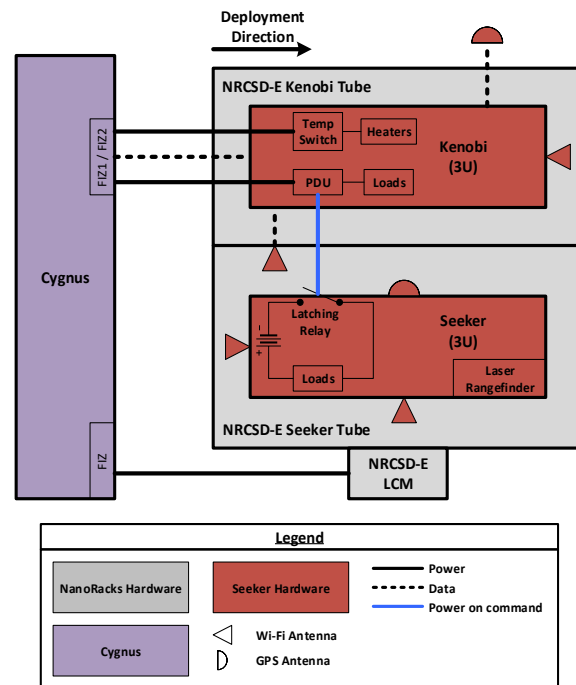 Deployment
Direction
NRCSD-E Kenobi Tube
FIZ1 / FIZ2
Temp
Switch
Heaters
Kenobi
(3U)
PDU
Loads
Cygnus
Latching
Relay
–
+
Loads
Seeker
(3U)
Laser
Rangefinder
NRCSD-E Seeker Tube
FIZ
NRCSD-E
LCM
Legend
NanoRacks Hardware
Seeker Hardware
Power
Data
Power on command
Cygnus
Wi-Fi Antenna
GPS Antenna